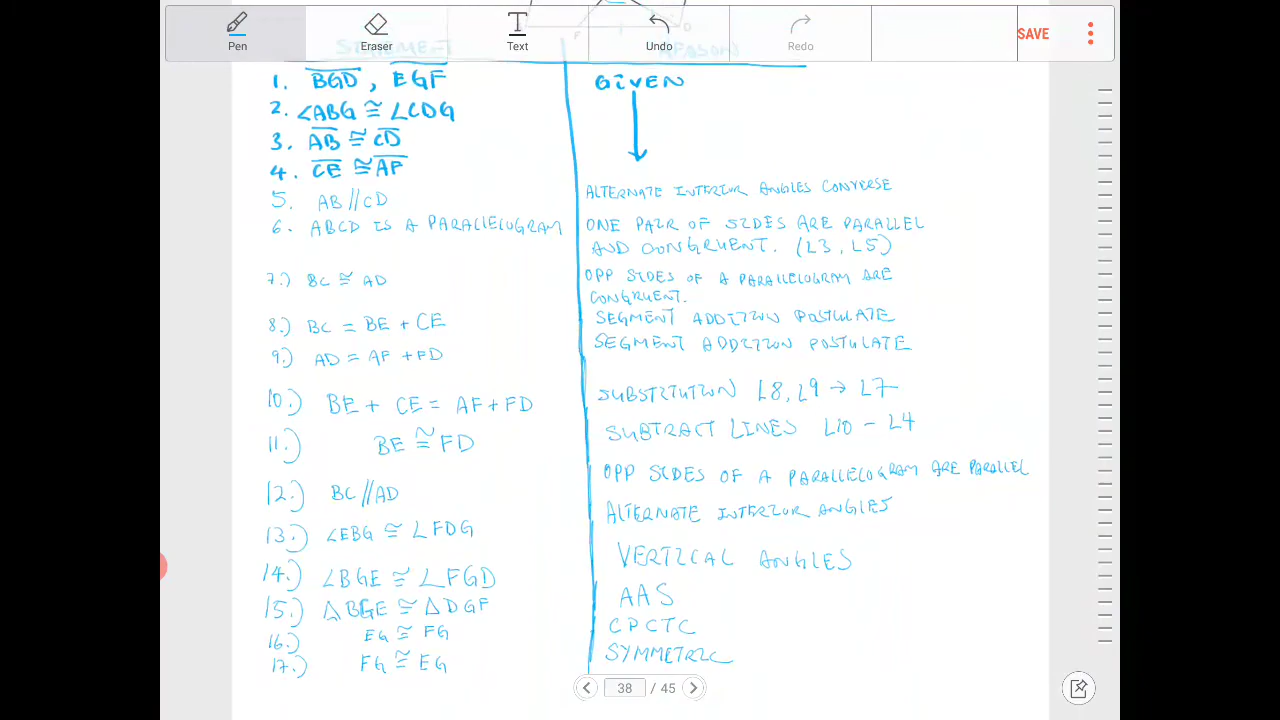 Pen Eraser Text Undo Redo SAVE
STATEMENT REASON
1. BGD, EGF GIVEN
2. ∠ABG ≅ ∠CDG
3. AB ≅ CD
4. CE ≅ AF
5. AB//CD ALTERNATE INTERIOR ANGLES CONVERSE
6. ABCD IS A PARALLELOGRAM ONE PAIR OF SIDES ARE PARALLEL
AND CONGRUENT. (L3, L5)
7.) BC ≅ AD OPP SIDES OF A PARALLELOGRAM ARE
CONGRUENT.
8.) BC = BE + CE SEGMENT ADDITION POSTULATE
9.) AD = AF + FD SEGMENT ADDITION POSTULATE
10.) BE + CE = AF + FD SUBSTITUTION L8, L9 → L7
11.) BE ≅ FD SUBTRACT LINES L10 - L4
12.) BC//AD OPP SIDES OF A PARALLELOGRAM ARE PARALLEL
13.) ∠EBG ≅ ∠FDG ALTERNATE INTERIOR ANGLES
14.) ∠BGE ≅ ∠FGD VERTICAL ANGLES
15.) △BGE ≅ △DGF AAS
16.) EG ≅ FG CPCTC
17.) FG ≅ EG SYMMETRIC
38 / 45